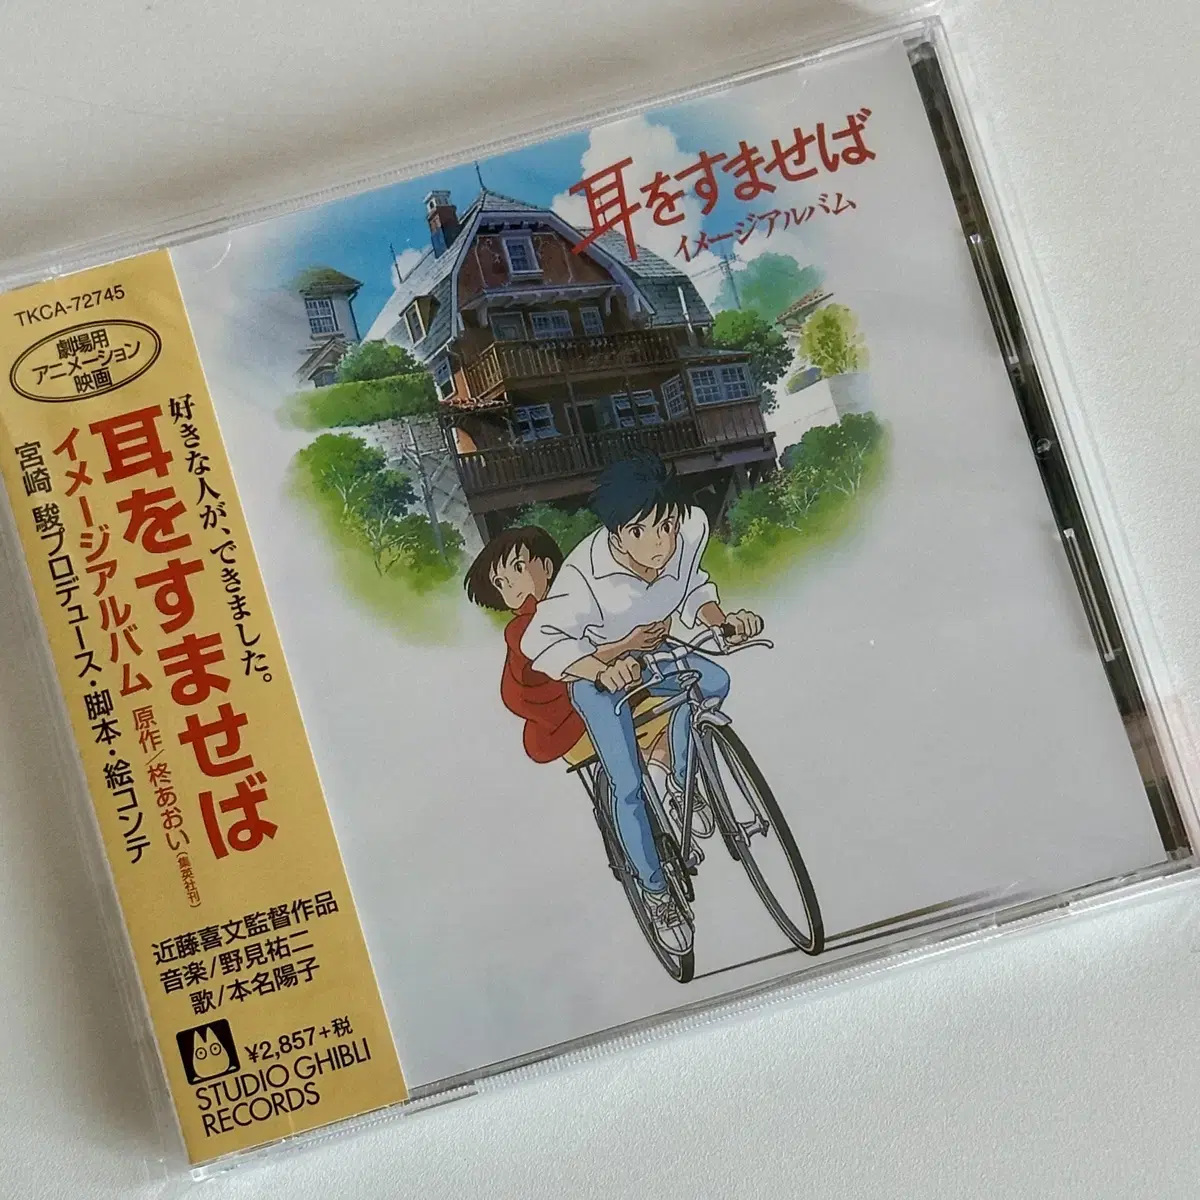 耳をすませば
イメージアルバム
TKCA-72745
劇場用
アニメーション
映画
好きな人が、できました。
耳をすませば
イメージアルバム 原作/柊あおい(集英社刊)
宮崎 駿プロデュース・脚本・絵コンテ
近藤喜文監督作品
音楽/野見祐二
歌/本名陽子
¥2,857+税
STUDIO GHIBLI
RECORDS